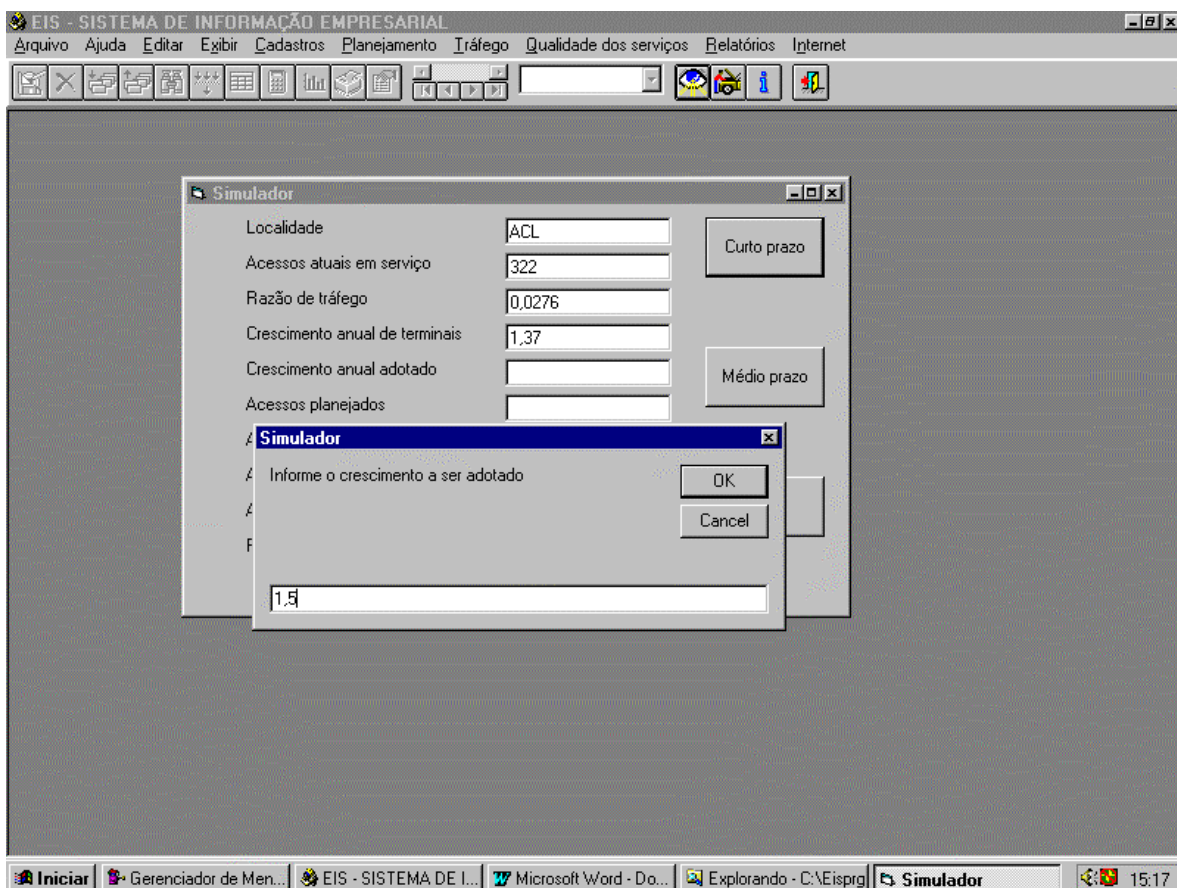 EIS - SISTEMA DE INFORMAÇÃO EMPRESARIAL
Arquivo Ajuda Editar Exibir Cadastros Planejamento Tráfego Qualidade dos serviços Relatórios Internet
Simulador
Localidade ACL Curto prazo
Acessos atuais em serviço 322
Razão de tráfego 0,0276
Crescimento anual de terminais 1,37
Crescimento anual adotado Médio prazo
Acessos planejados
Simulador
Informe o crescimento a ser adotado OK
Cancel
1,5
Iniciar Gerenciador de Men... EIS - SISTEMA DE I... Microsoft Word - Do... Explorando - C:\Eisprg Simulador 15:17